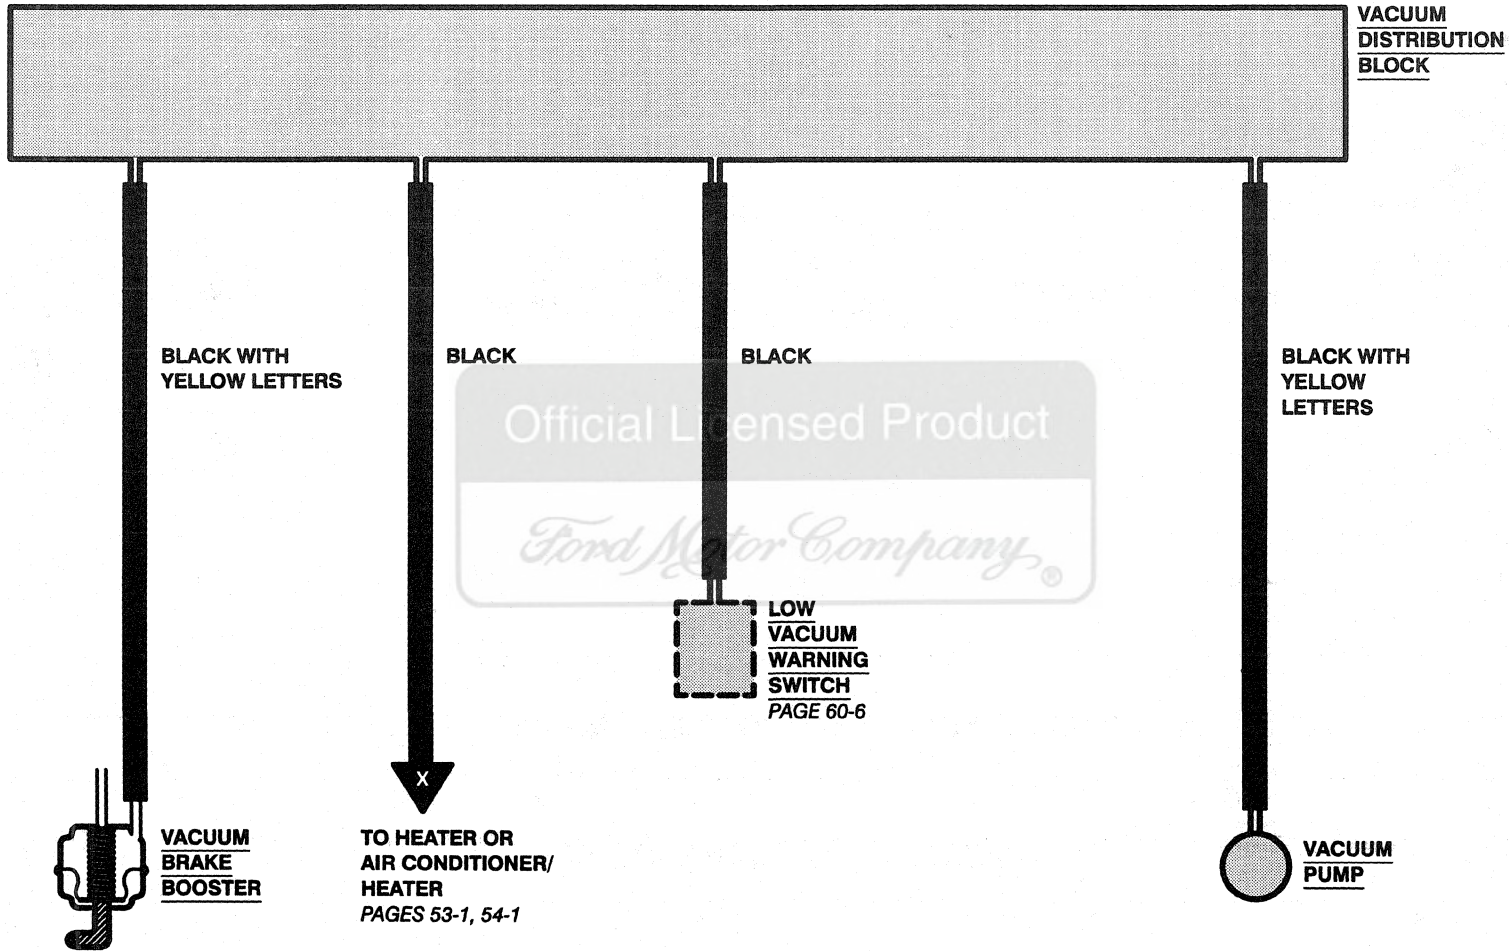 VACUUM
DISTRIBUTION
BLOCK
BLACK WITH
YELLOW LETTERS
BLACK
BLACK
BLACK WITH
YELLOW
LETTERS
Official Licensed Product
Ford Motor Company
®
LOW
VACUUM
WARNING
SWITCH
PAGE 60-6
X
VACUUM
BRAKE
BOOSTER
TO HEATER OR
AIR CONDITIONER/
HEATER
PAGES 53-1, 54-1
VACUUM
PUMP